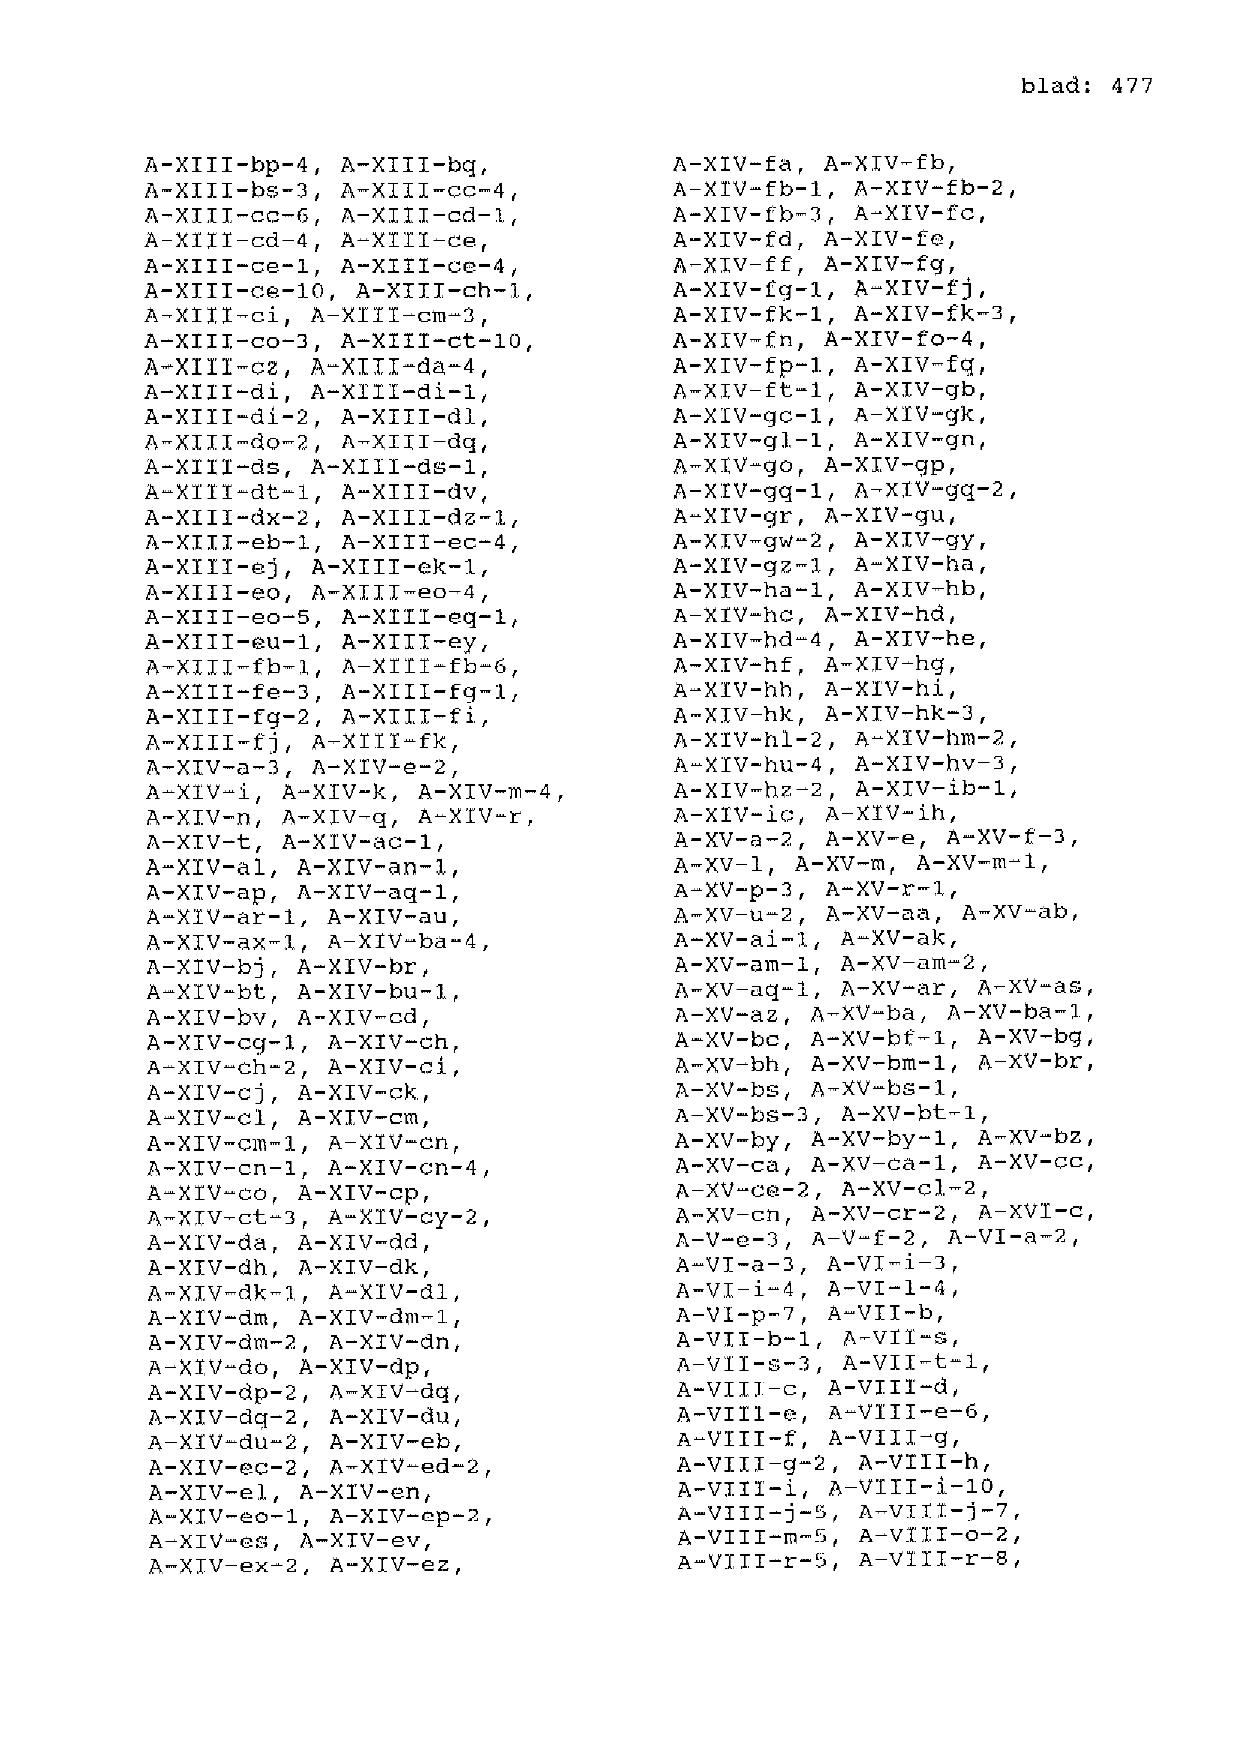 blad: 477
A-XIII-bp-4, A-XIII-bq,
A-XIII-bs-3, A-XIII-cc-4,
A-XIII-cc-6, A-XIII-cd-1,
A-XIII-cd-4, A-XIII-ce,
A-XIII-ce-1, A-XIII-ce-4,
A-XIII-ce-10, A-XIII-ch-1,
A-XIII-ci, A-XIII-cm-3,
A-XIII-co-3, A-XIII-ct-10,
A-XIII-cz, A-XIII-da-4,
A-XIII-di, A-XIII-di-1,
A-XIII-di-2, A-XIII-dl,
A-XIII-do-2, A-XIII-dq,
A-XIII-ds, A-XIII-ds-1,
A-XIII-dt-1, A-XIII-dv,
A-XIII-dx-2, A-XIII-dz-1,
A-XIII-eb-1, A-XIII-ec-4,
A-XIII-ej, A-XIII-ek-1,
A-XIII-eo, A-XIII-eo-4,
A-XIII-eo-5, A-XIII-eq-1,
A-XIII-eu-1, A-XIII-ey,
A-XIII-fb-1, A-XIII-fb-6,
A-XIII-fe-3, A-XIII-fg-1,
A-XIII-fg-2, A-XIII-fi,
A-XIII-fj, A-XIII-fk,
A-XIV-a-3, A-XIV-e-2,
A-XIV-i, A-XIV-k, A-XIV-m-4,
A-XIV-n, A-XIV-q, A-XIV-r,
A-XIV-t, A-XIV-ac-1,
A-XIV-al, A-XIV-an-1,
A-XIV-ap, A-XIV-aq-1,
A-XIV-ar-1, A-XIV-au,
A-XIV-ax-1, A-XIV-ba-4,
A-XIV-bj, A-XIV-br,
A-XIV-bt, A-XIV-bu-1,
A-XIV-bv, A-XIV-cd,
A-XIV-cg-1, A-XIV-ch,
A-XIV-ch-2, A-XIV-ci,
A-XIV-cj, A-XIV-ck,
A-XIV-cl, A-XIV-cm,
A-XIV-cm-1, A-XIV-cn,
A-XIV-cn-1, A-XIV-cn-4,
A-XIV-co, A-XIV-cp,
A-XIV-ct-3, A-XIV-cy-2,
A-XIV-da, A-XIV-dd,
A-XIV-dh, A-XIV-dk,
A-XIV-dk-1, A-XIV-dl,
A-XIV-dm, A-XIV-dm-1,
A-XIV-dm-2, A-XIV-dn,
A-XIV-do, A-XIV-dp,
A-XIV-dp-2, A-XIV-dq,
A-XIV-dq-2, A-XIV-du,
A-XIV-du-2, A-XIV-eb,
A-XIV-ec-2, A-XIV-ed-2,
A-XIV-el, A-XIV-en,
A-XIV-eo-1, A-XIV-ep-2,
A-XIV-es, A-XIV-ev,
A-XIV-ex-2, A-XIV-ez,
A-XIV-fa, A-XIV-fb,
A-XIV-fb-1, A-XIV-fb-2,
A-XIV-fb-3, A-XIV-fc,
A-XIV-fd, A-XIV-fe,
A-XIV-ff, A-XIV-fg,
A-XIV-fg-1, A-XIV-fj,
A-XIV-fk-1, A-XIV-fk-3,
A-XIV-fn, A-XIV-fo-4,
A-XIV-fp-1, A-XIV-fq,
A-XIV-ft-1, A-XIV-gb,
A-XIV-gc-1, A-XIV-gk,
A-XIV-gl-1, A-XIV-gn,
A-XIV-go, A-XIV-gp,
A-XIV-gq-1, A-XIV-gq-2,
A-XIV-gr, A-XIV-gu,
A-XIV-gw-2, A-XIV-gy,
A-XIV-gz-1, A-XIV-ha,
A-XIV-ha-1, A-XIV-hb,
A-XIV-hc, A-XIV-hd,
A-XIV-hd-4, A-XIV-he,
A-XIV-hf, A-XIV-hg,
A-XIV-hh, A-XIV-hi,
A-XIV-hk, A-XIV-hk-3,
A-XIV-hl-2, A-XIV-hm-2,
A-XIV-hu-4, A-XIV-hv-3,
A-XIV-hz-2, A-XIV-ib-1,
A-XIV-ic, A-XIV-ih,
A-XV-a-2, A-XV-e, A-XV-f-3,
A-XV-l, A-XV-m, A-XV-m-1,
A-XV-p-3, A-XV-r-1,
A-XV-u-2, A-XV-aa, A-XV-ab,
A-XV-ai-1, A-XV-ak,
A-XV-am-1, A-XV-am-2,
A-XV-aq-1, A-XV-ar, A-XV-as,
A-XV-az, A-XV-ba, A-XV-ba-1,
A-XV-bc, A-XV-bf-1, A-XV-bg,
A-XV-bh, A-XV-bm-1, A-XV-br,
A-XV-bs, A-XV-bs-1,
A-XV-bs-3, A-XV-bt-1,
A-XV-by, A-XV-by-1, A-XV-bz,
A-XV-ca, A-XV-ca-1, A-XV-cc,
A-XV-ce-2, A-XV-cl-2,
A-XV-cn, A-XV-cr-2, A-XVI-c,
A-V-e-3, A-V-f-2, A-VI-a-2,
A-VI-a-3, A-VI-i-3,
A-VI-i-4, A-VI-l-4,
A-VI-p-7, A-VII-b,
A-VII-b-1, A-VII-s,
A-VII-s-3, A-VII-t-1,
A-VIII-c, A-VIII-d,
A-VIIl-e, A-VIII-e-6,
A-VIII-f, A-VIII-g,
A-VIII-g-2, A-VIII-h,
A-VIII-i, A-VIII-i-10,
A-VIII-j-5, A-VIII-j-7,
A-VIII-m-5, A-VIII-o-2,
A-VIII-r-5, A-VIII-r-8,